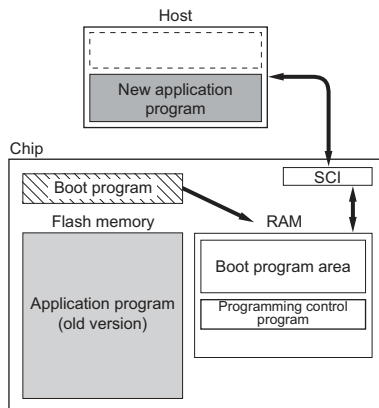 Host
New application
program
Chip
SCI
Boot program
Flash memory
RAM
Boot program area
Application program
(old version)
Programming control
program